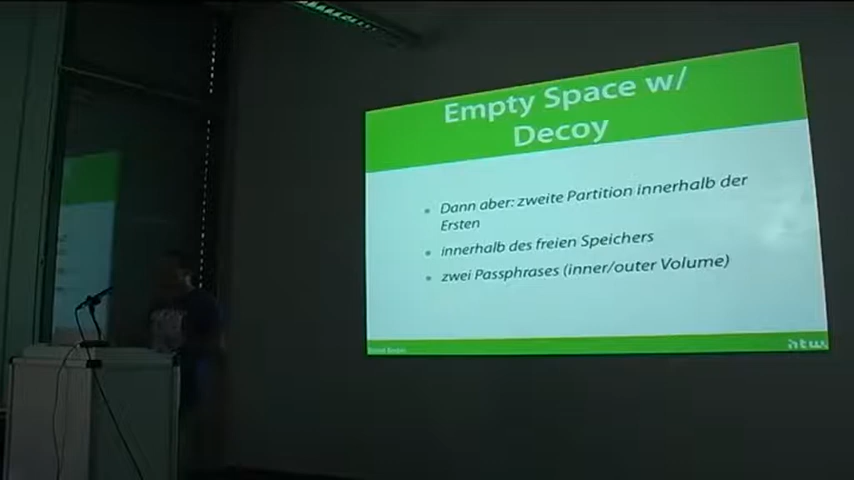 Empty Space w/
Decoy
Dann aber: zweite Partition innerhalb der
Ersten
innerhalb des freien Speichers
zwei Passphrases (inner/outer Volume)
htw